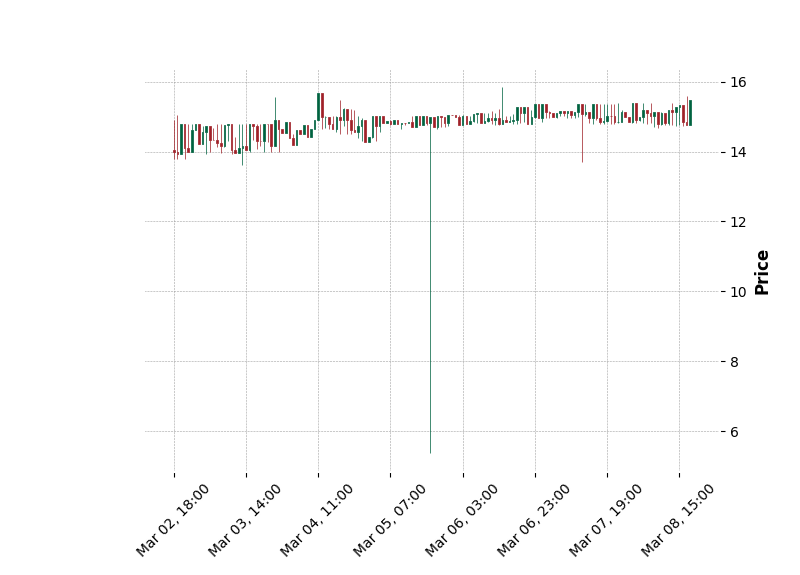 16
14
12
10
8
6
Price
Mar 02, 18:00
Mar 03, 14:00
Mar 04, 11:00
Mar 05, 07:00
Mar 06, 03:00
Mar 06, 23:00
Mar 07, 19:00
Mar 08, 15:00